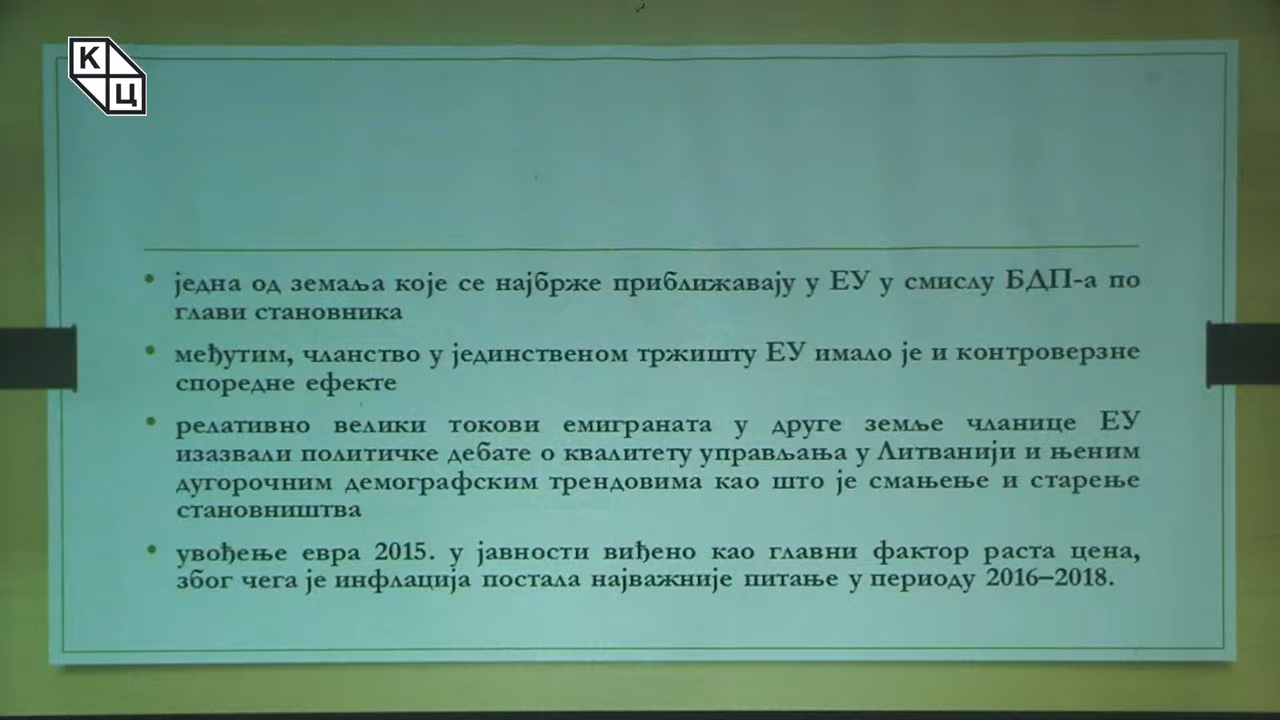 К
Ц
једна од земаља које се најбрже приближавају у ЕУ у смислу БДП-а по
глави становника
међутим, чланство у јединственом тржишту ЕУ имало је и контроверзне
споредне ефекте
релативно велики токови емиграната у друге земље чланице ЕУ
изазвали политичке дебате о квалитету управљања у Литванији и њеним
дугорочним демографским трендовима као што је смањење и старење
становништва
увођење евра 2015. у јавности виђено као главни фактор раста цена,
због чега је инфлација постала најважније питање у периоду 2016–2018.